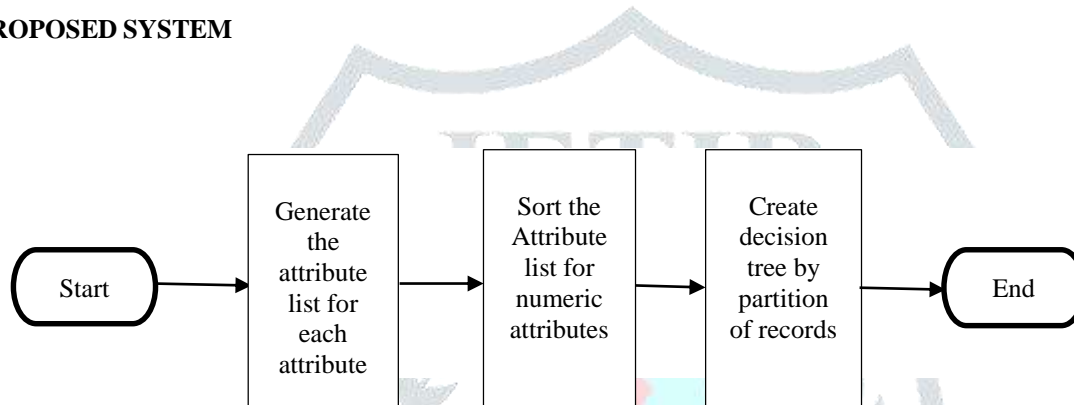 ROPOSED SYSTEM
Start
Generate
the
attribute
list for
each
attribute
Sort the
Attribute
list for
numeric
attributes
Create
decision
tree by
partition
of records
End